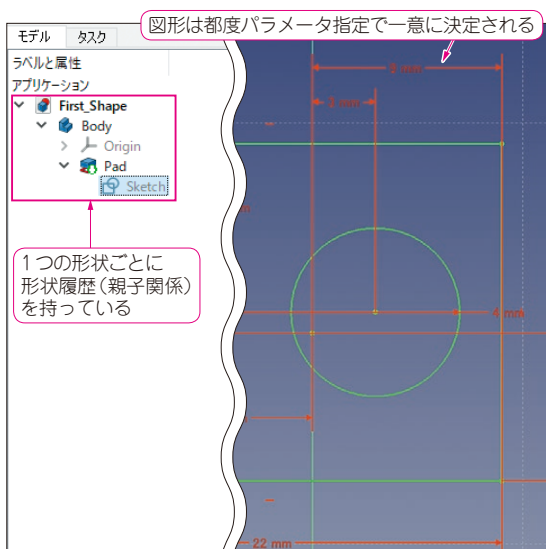 図形は都度パラメータ指定で一意に決定される
モデル タスク
ラベルと属性
アプリケーション
First_Shape
Body
Origin
Pad
Sketch
1つの形状ごとに
形状履歴(親子関係)
を持っている
mm
mm
4 mm
22 mm